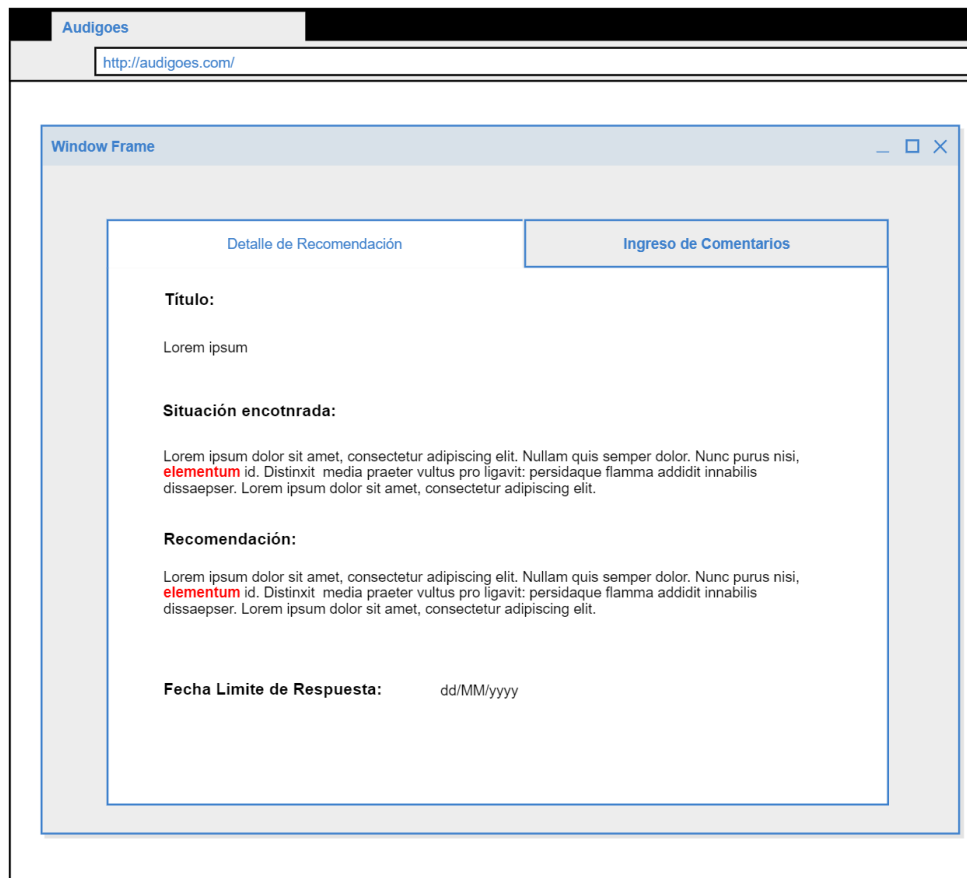 Audigoes
http://audigoes.com/
Window Frame
Detalle de Recomendación
Ingreso de Comentarios
Título:
Lorem ipsum
Situación encotnrada:
Lorem ipsum dolor sit amet, consectetur adipiscing elit. Nullam quis semper dolor. Nunc purus nisi,
elementum id. Distinxit  media praeter vultus pro ligavit: persidaque flamma addidit innabilis
dissaepser. Lorem ipsum dolor sit amet, consectetur adipiscing elit.
Recomendación:
Lorem ipsum dolor sit amet, consectetur adipiscing elit. Nullam quis semper dolor. Nunc purus nisi,
elementum id. Distinxit  media praeter vultus pro ligavit: persidaque flamma addidit innabilis
dissaepser. Lorem ipsum dolor sit amet, consectetur adipiscing elit.
Fecha Limite de Respuesta: dd/MM/yyyy